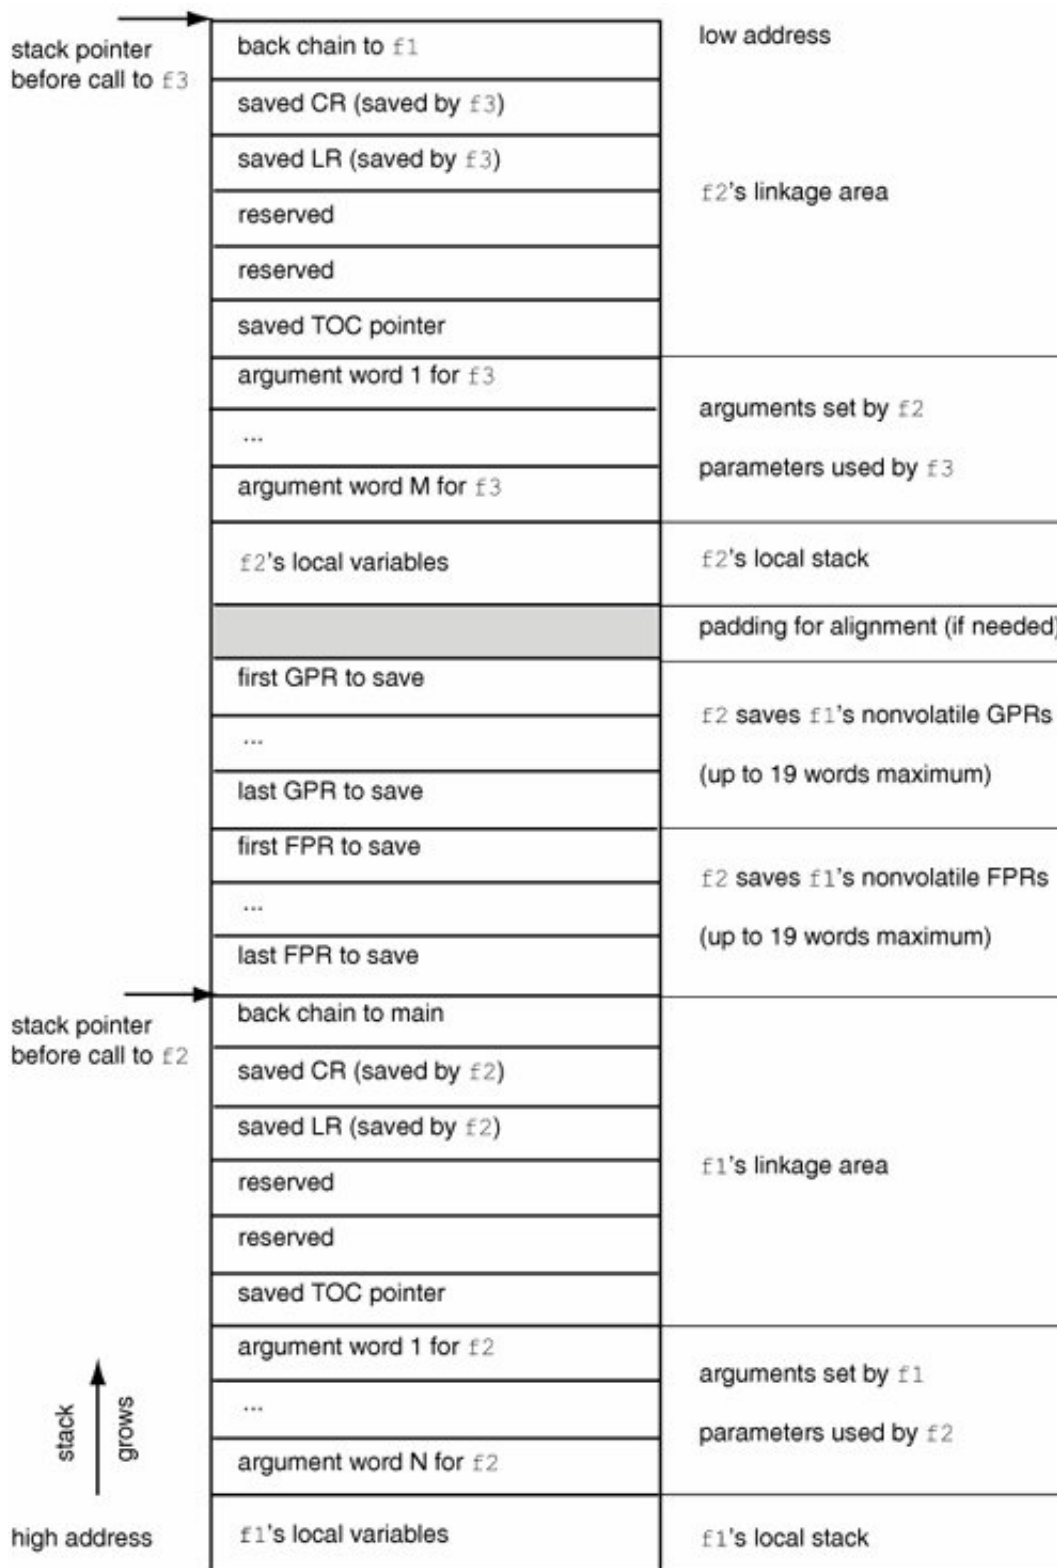 stack pointer
before call to f3
back chain to f1
low address
saved CR (saved by f3)
saved LR (saved by f3)
reserved
f2's linkage area
reserved
saved TOC pointer
argument word 1 for f3
...
arguments set by f2
parameters used by f3
argument word M for f3
f2's local variables
f2's local stack
padding for alignment (if needed)
first GPR to save
...
f2 saves f1's nonvolatile GPRs
(up to 19 words maximum)
last GPR to save
first FPR to save
...
f2 saves f1's nonvolatile FPRs
(up to 19 words maximum)
last FPR to save
stack pointer
before call to f2
back chain to main
saved CR (saved by f2)
saved LR (saved by f2)
reserved
f1's linkage area
reserved
saved TOC pointer
argument word 1 for f2
...
arguments set by f1
parameters used by f2
argument word N for f2
stack
grows
high address
f1's local variables
f1's local stack